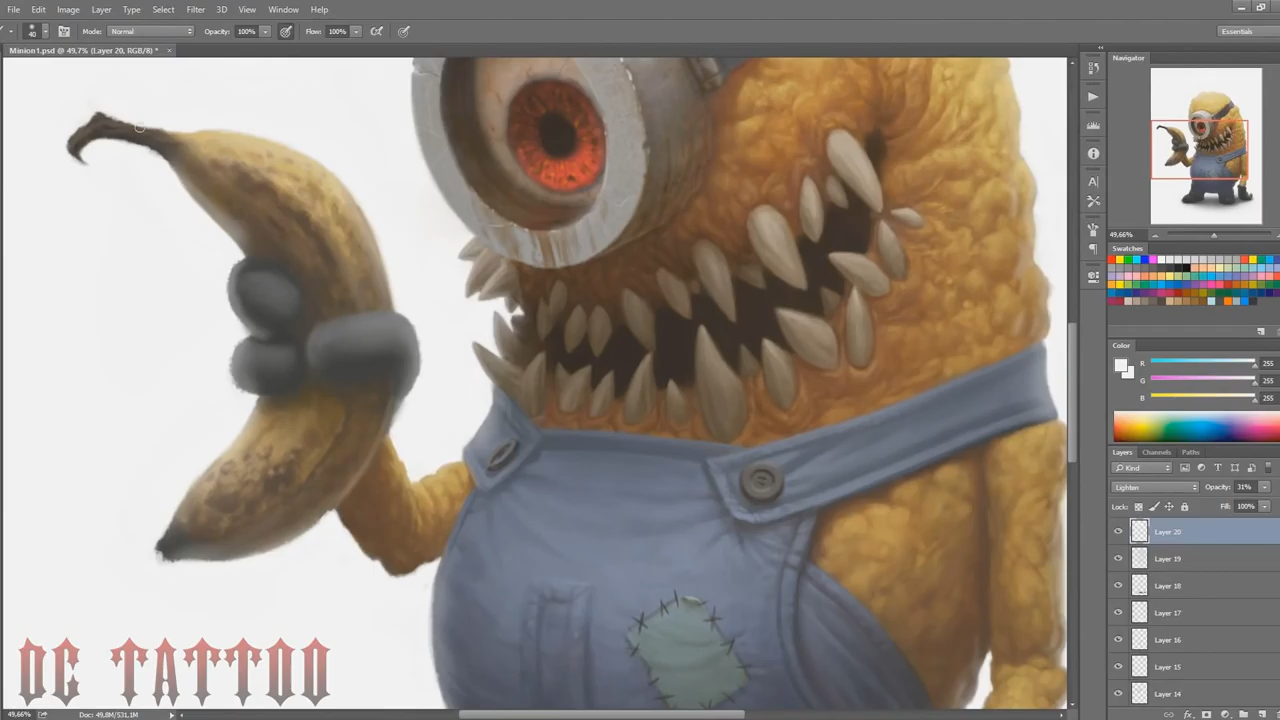 File Edit Image Layer Type Select Filter 3D View Window Help
40 Mode: Normal Opacity: 100% Flow: 100% Essentials
Minion1.psd @ 49,7% (Layer 20, RGB/8) * ×
Navigator
49,66%
Swatches
Color
R 255
G 255
B 255
Layers Channels Paths
Kind
Lighten Opacity: 31%
Lock: Fill: 100%
Layer 20
Layer 19
Layer 18
Layer 17
Layer 16
Layer 15
Layer 14
DC TATTOO
49,66% Doc: 49,8M/531,1M